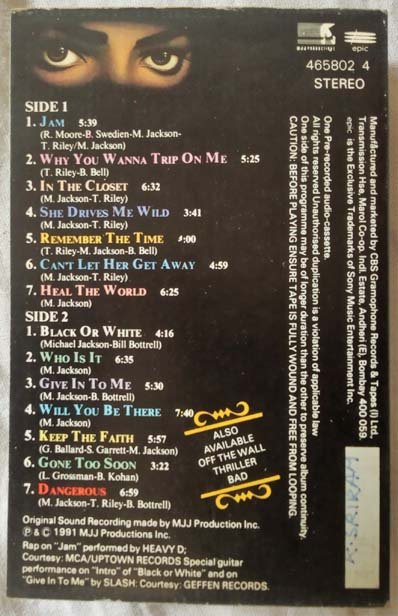 epic
465802 4
STEREO
SIDE 1
1. JAM 5:39
(R. Moore-B. Swedien-M. Jackson-
T. Riley/M. Jackson)
2. WHY YOU WANNA TRIP ON ME 5:25
(T. Riley-B. Bell)
3. IN THE CLOSET 6:32
(M. Jackson-T. Riley)
4. SHE DRIVES ME WILD 3:41
(M. Jackson-T. Riley)
5. REMEMBER THE TIME 4:00
(T. Riley-M. Jackson-B. Bell)
6. CAN'T LET HER GET AWAY 4:59
(M. Jackson-T. Riley)
7. HEAL THE WORLD 6:25
(M. Jackson)
SIDE 2
1. BLACK OR WHITE 4:16
(Michael Jackson-Bill Bottrell)
2. WHO IS IT 6:35
(M. Jackson)
3. GIVE IN TO ME 5:30
(M. Jackson-B. Bottrell)
4. WILL YOU BE THERE 7:40
(M. Jackson)
5. KEEP THE FAITH 5:57
(G. Ballard-S. Garrett-M. Jackson)
6. GONE TOO SOON 3:22
(L. Grossman-B. Kohan)
7. DANGEROUS 6:59
(M. Jackson-T. Riley-B. Bottrell)
ALSO
AVAILABLE
OFF THE WALL
THRILLER
BAD
Original Sound Recording made by MJJ Production Inc.
℗ & © 1991 MJJ Productions Inc.
Rap on "Jam" performed by HEAVY D;
Courtesy: MCA/UPTOWN RECORDS Special guitar
performance on "Intro" of "Black or White" and on
"Give In To Me" by SLASH: Courtesy: GEFFEN RECORDS.
Manufactured and marketed by CBS Gramophone Records & Tapes (I) Ltd.
Transmission Hse, Marol Co-op. Indl. Estate, Andheri (E), Bombay 400 059.
epic is the Exclusive Trademarks of Sony Music Entertainment Inc.
One Pre-recorded audio-cassette.
All rights reserved Unauthorised duplication is a violation of applicable law
One side of this programme may be of longer duration than the other to preserve album continuity.
CAUTION: BEFORE PLAYING ENSURE TAPE IS FULLY WOUND AND FREE FROM LOOPING.